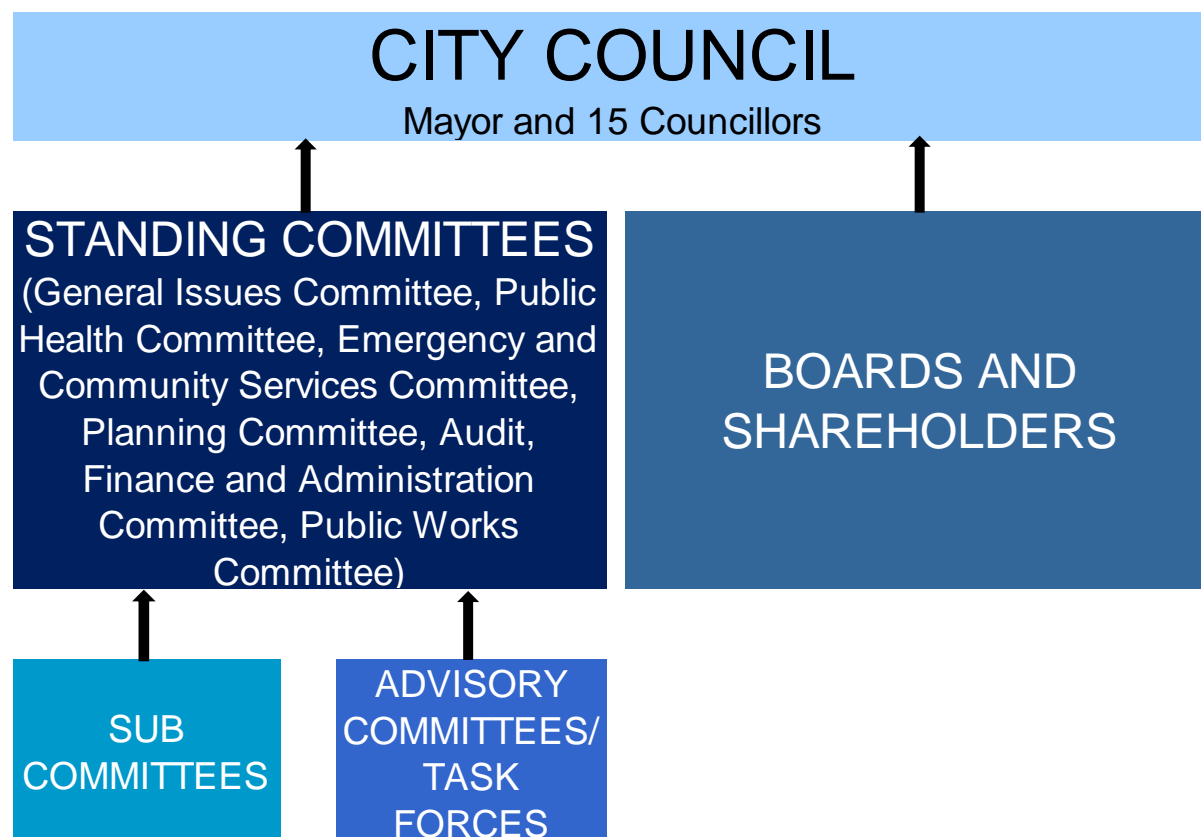 CITY COUNCIL
Mayor and 15 Councillors
STANDING COMMITTEES
(General Issues Committee, Public
Health Committee, Emergency and
Community Services Committee,
Planning Committee, Audit,
Finance and Administration
Committee, Public Works
Committee)
BOARDS AND
SHAREHOLDERS
SUB
COMMITTEES
ADVISORY
COMMITTEES/
TASK
FORCES